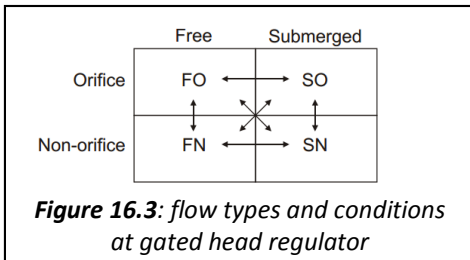 Free Submerged
Orifice FO SO
Non-orifice FN SN
Figure 16.3: flow types and conditions
at gated head regulator